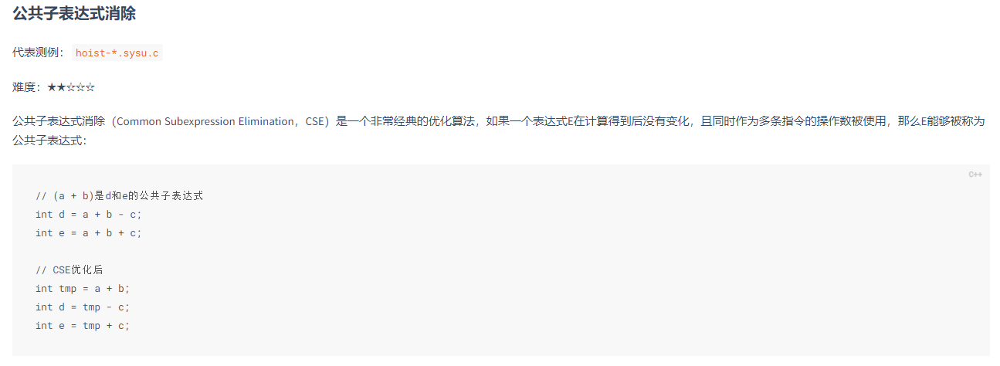 公共子表达式消除
代表测例： hoist-*.sysu.c
难度：★★☆☆☆
公共子表达式消除（Common Subexpression Elimination，CSE）是一个非常经典的优化算法，如果一个表达式E在计算得到后没有变化，且同时作为多条指令的操作数被使用，那么E能够被称为
公共子表达式：
C++
// (a + b)是d和e的公共子表达式
int d = a + b - c;
int e = a + b + c;
// CSE优化后
int tmp = a + b;
int d = tmp - c;
int e = tmp + c;